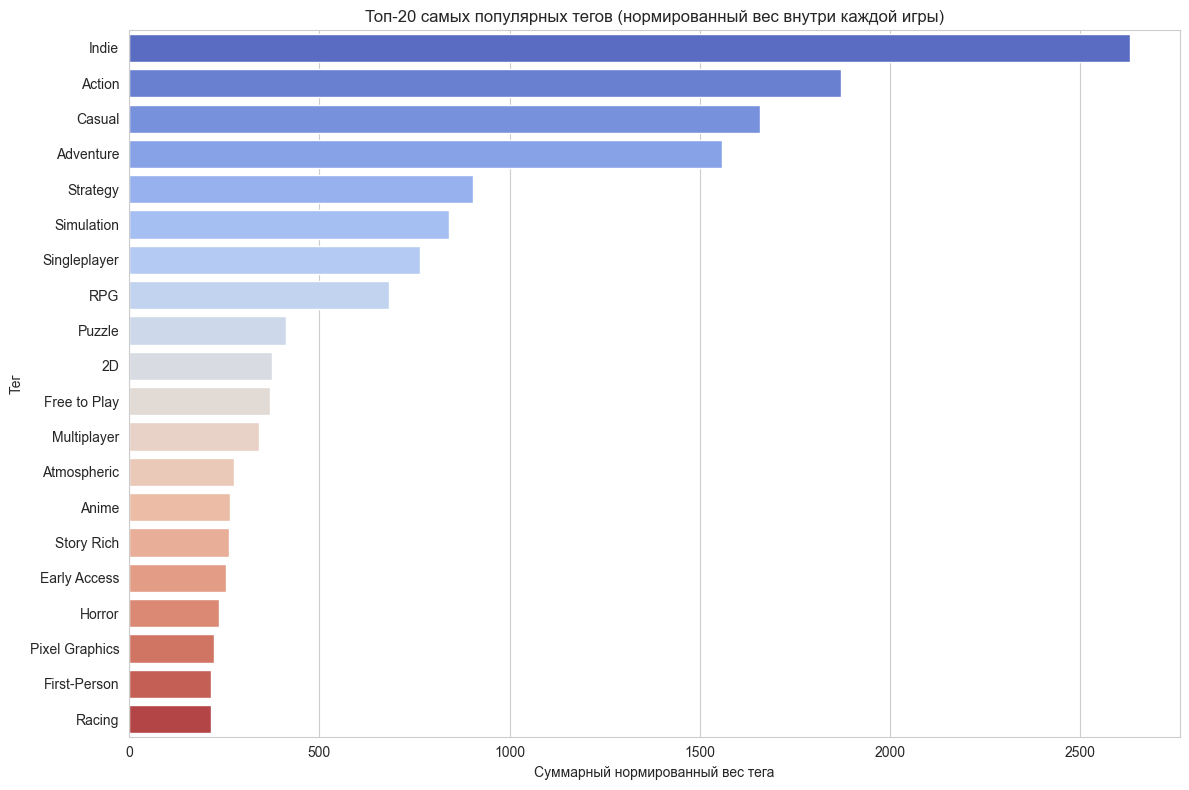 Топ-20 самых популярных тегов (нормированный вес внутри каждой игры)
Тег
Indie
Action
Casual
Adventure
Strategy
Simulation
Singleplayer
RPG
Puzzle
2D
Free to Play
Multiplayer
Atmospheric
Anime
Story Rich
Early Access
Horror
Pixel Graphics
First-Person
Racing
0 500 1000 1500 2000 2500
Суммарный нормированный вес тега